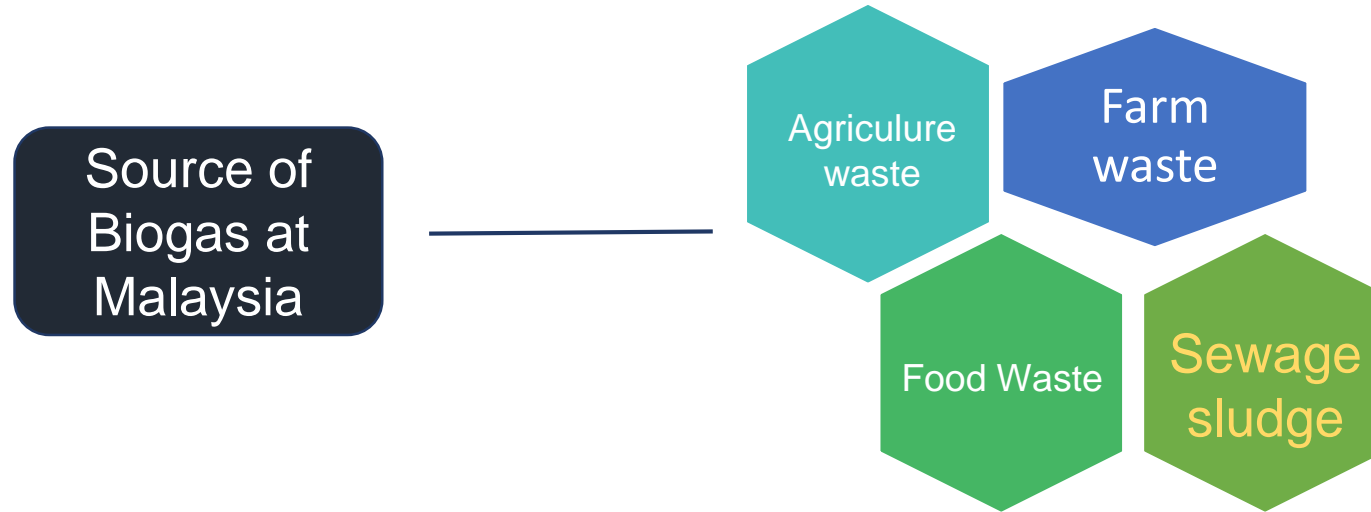 Source of
Biogas at
Malaysia
Agriculure
waste
Farm
waste
Food Waste
Sewage
sludge